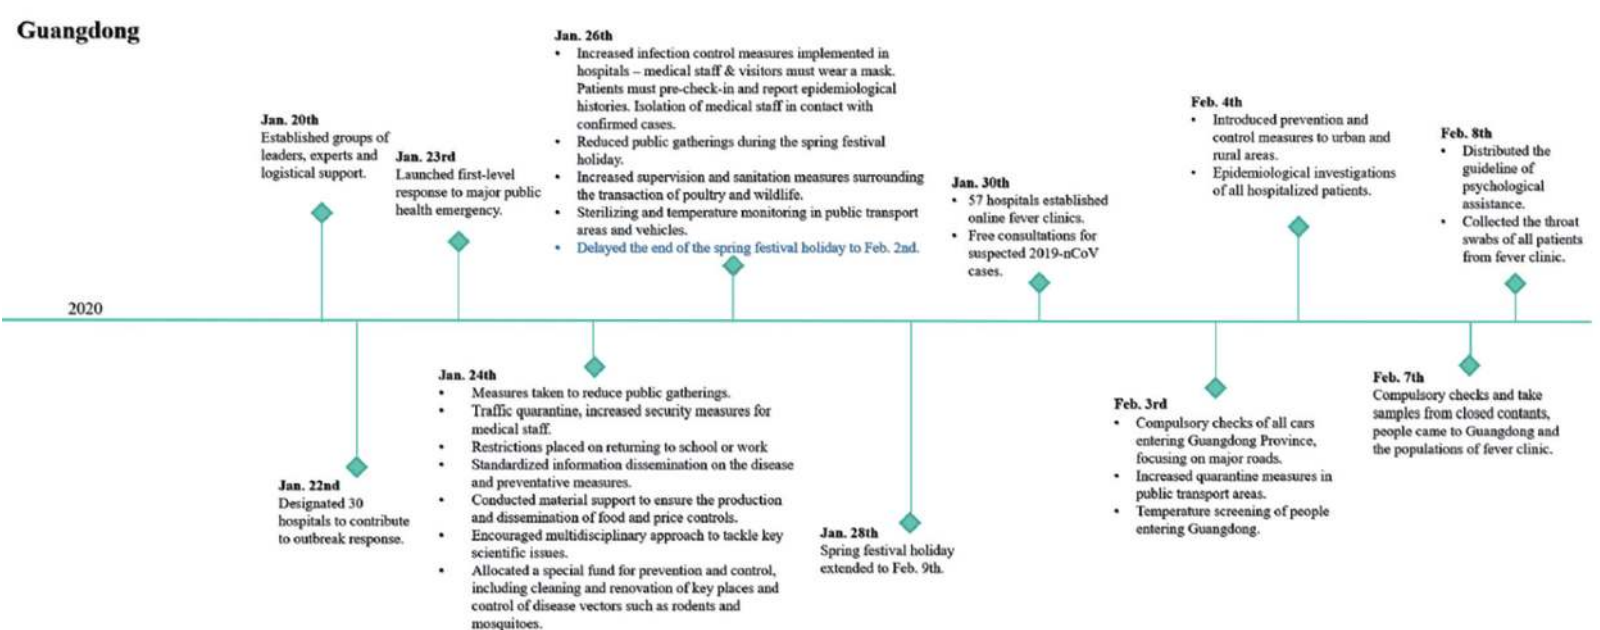 Guangdong
2020
Jan. 20th
Established groups of
leaders, experts and
logistical support.
Jan. 22nd
Designated 30
hospitals to contribute
to outbreak response.
Jan. 23rd
Launched first-level
response to major public
health emergency.
Jan. 24th
• Measures taken to reduce public gatherings.
• Traffic quarantine, increased security measures for
medical staff.
• Restrictions placed on returning to school or work
• Standardized information dissemination on the disease
and preventative measures.
• Conducted material support to ensure the production
and dissemination of food and price controls.
• Encouraged multidisciplinary approach to tackle key
scientific issues.
• Allocated a special fund for prevention and control,
including cleaning and renovation of key places and
control of disease vectors such as rodents and
mosquitoes.
Jan. 26th
• Increased infection control measures implemented in
hospitals – medical staff & visitors must wear a mask.
Patients must pre-check-in and report epidemiological
histories. Isolation of medical staff in contact with
confirmed cases.
• Reduced public gatherings during the spring festival
holiday.
• Increased supervision and sanitation measures surrounding
the transaction of poultry and wildlife.
• Sterilizing and temperature monitoring in public transport
areas and vehicles.
• Delayed the end of the spring festival holiday to Feb. 2nd.
Jan. 28th
Spring festival holiday
extended to Feb. 9th.
Jan. 30th
• 57 hospitals established
online fever clinics.
• Free consultations for
suspected 2019-nCoV
cases.
Feb. 3rd
• Compulsory checks of all cars
entering Guangdong Province,
focusing on major roads.
• Increased quarantine measures in
public transport areas.
• Temperature screening of people
entering Guangdong.
Feb. 4th
• Introduced prevention and
control measures to urban and
rural areas.
• Epidemiological investigations
of all hospitalized patients.
Feb. 7th
Compulsory checks and take
samples from closed contants,
people came to Guangdong and
the populations of fever clinic.
Feb. 8th
• Distributed the
guideline of
psychological
assistance.
• Collected the throat
swabs of all patients
from fever clinic.